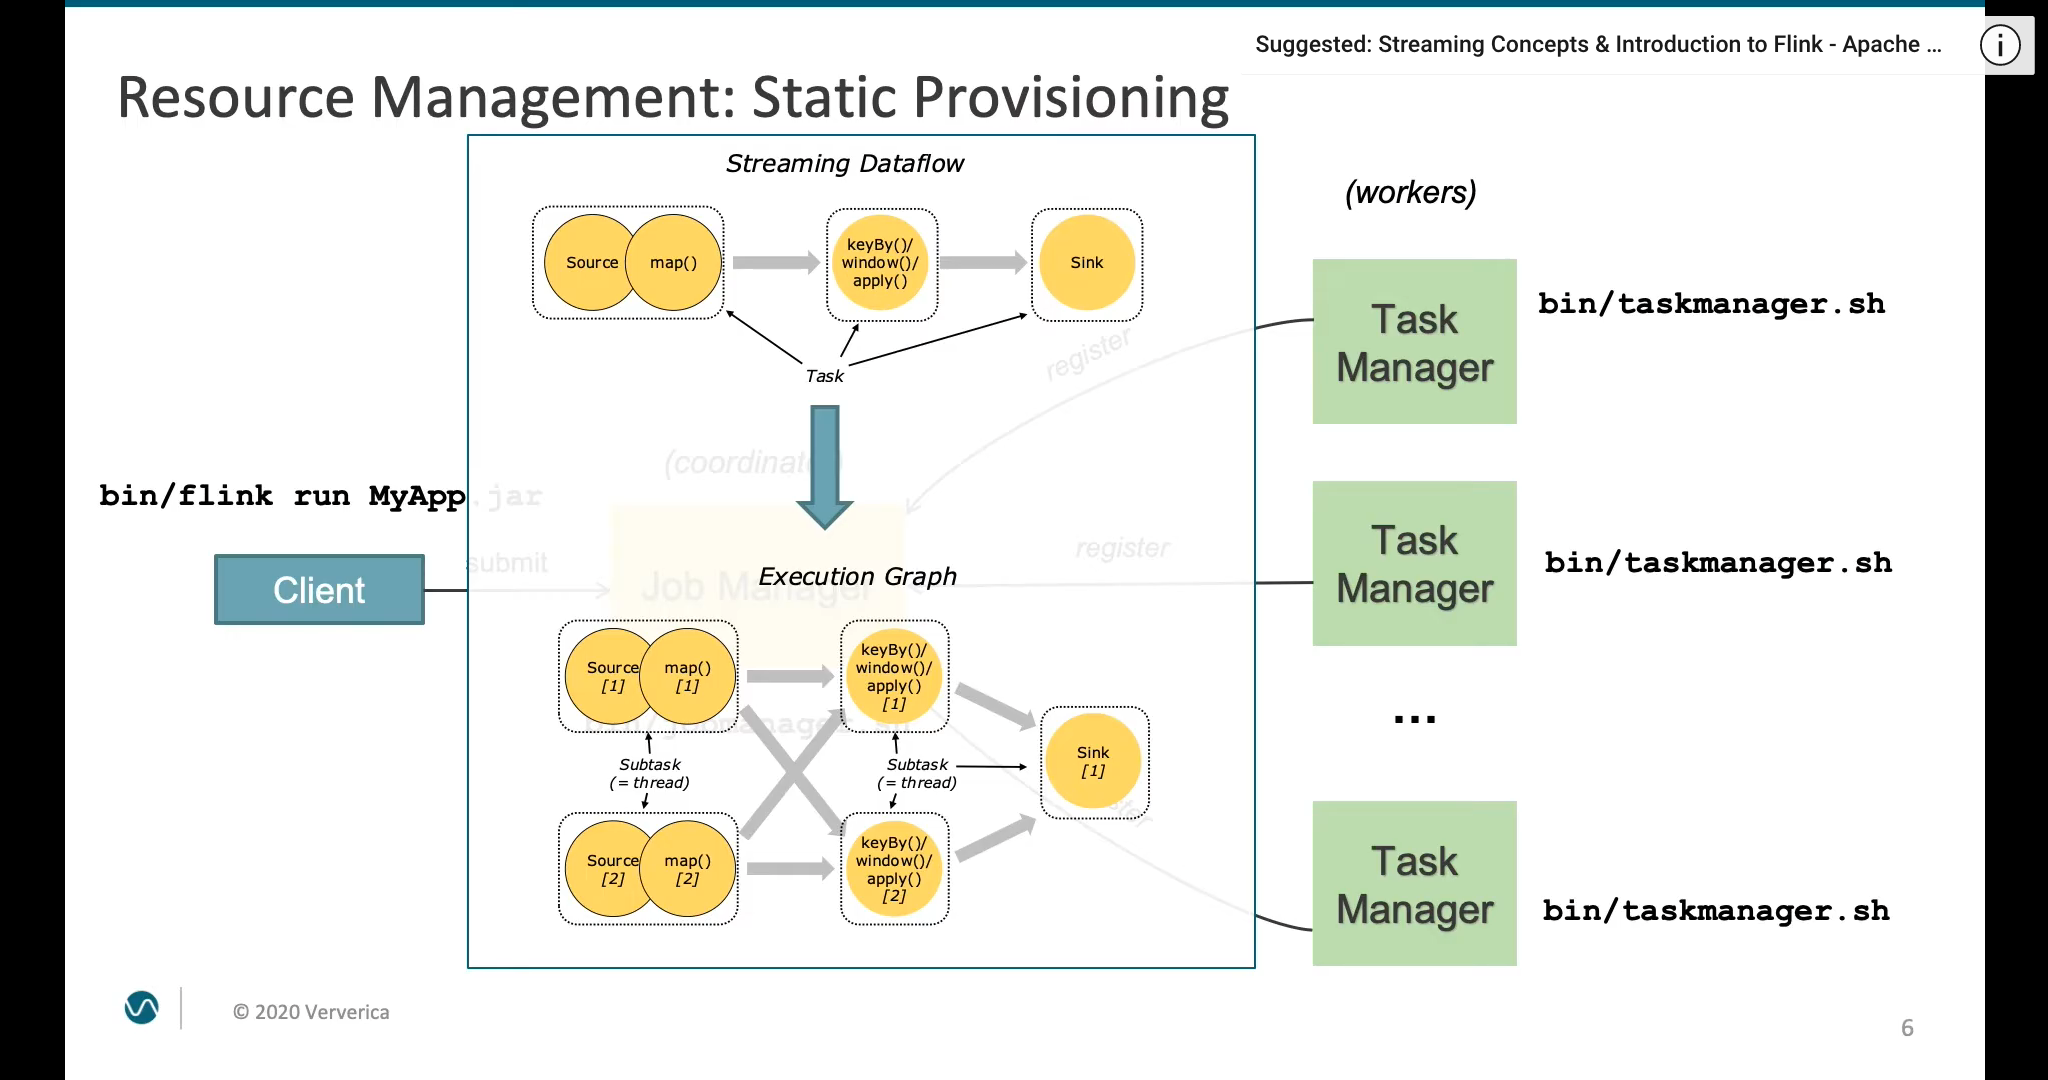 Suggested: Streaming Concepts & Introduction to Flink - Apache ...
Resource Management: Static Provisioning
Streaming Dataflow
(workers)
Source
map()
keyBy()/
window()/
apply()
Sink
Task
Manager
bin/taskmanager.sh
register
Task
(coordinat
bin/flink run MyApp.jar
submit
Client
Job Manager
Execution Graph
register
Task
Manager
bin/taskmanager.sh
Source
[1]
map()
[1]
keyBy()/
window()/
apply()
[1]
...
Sink
[1]
Subtask
(= thread)
Subtask
(= thread)
Source
[2]
map()
[2]
keyBy()/
window()/
apply()
[2]
Task
Manager
bin/taskmanager.sh
© 2020 Ververica
6